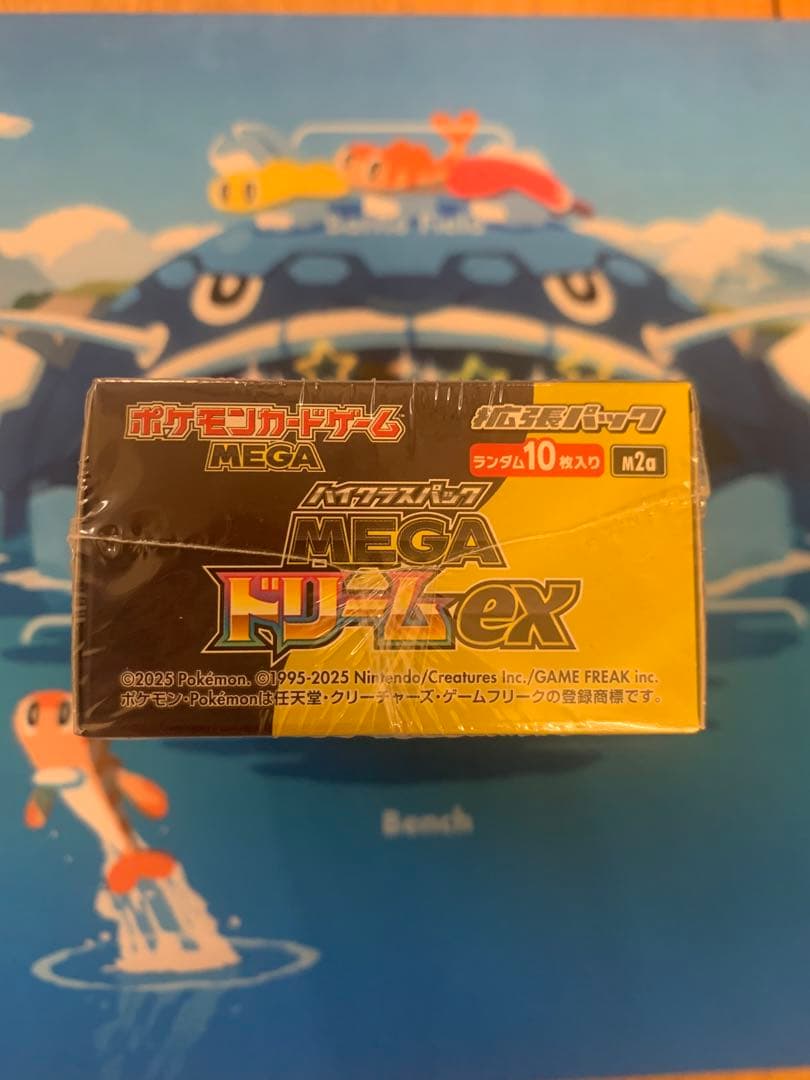 Battle Field
ポケモンカードゲーム
MEGA
拡張パック
ランダム10枚入り
M2a
ハイクラスパック
MEGA
ドリームex
©2025 Pokémon. ©1995-2025 Nintendo/Creatures Inc./GAME FREAK inc.
ポケモン・Pokémonは任天堂・クリーチャーズ・ゲームフリークの登録商標です。
Bench